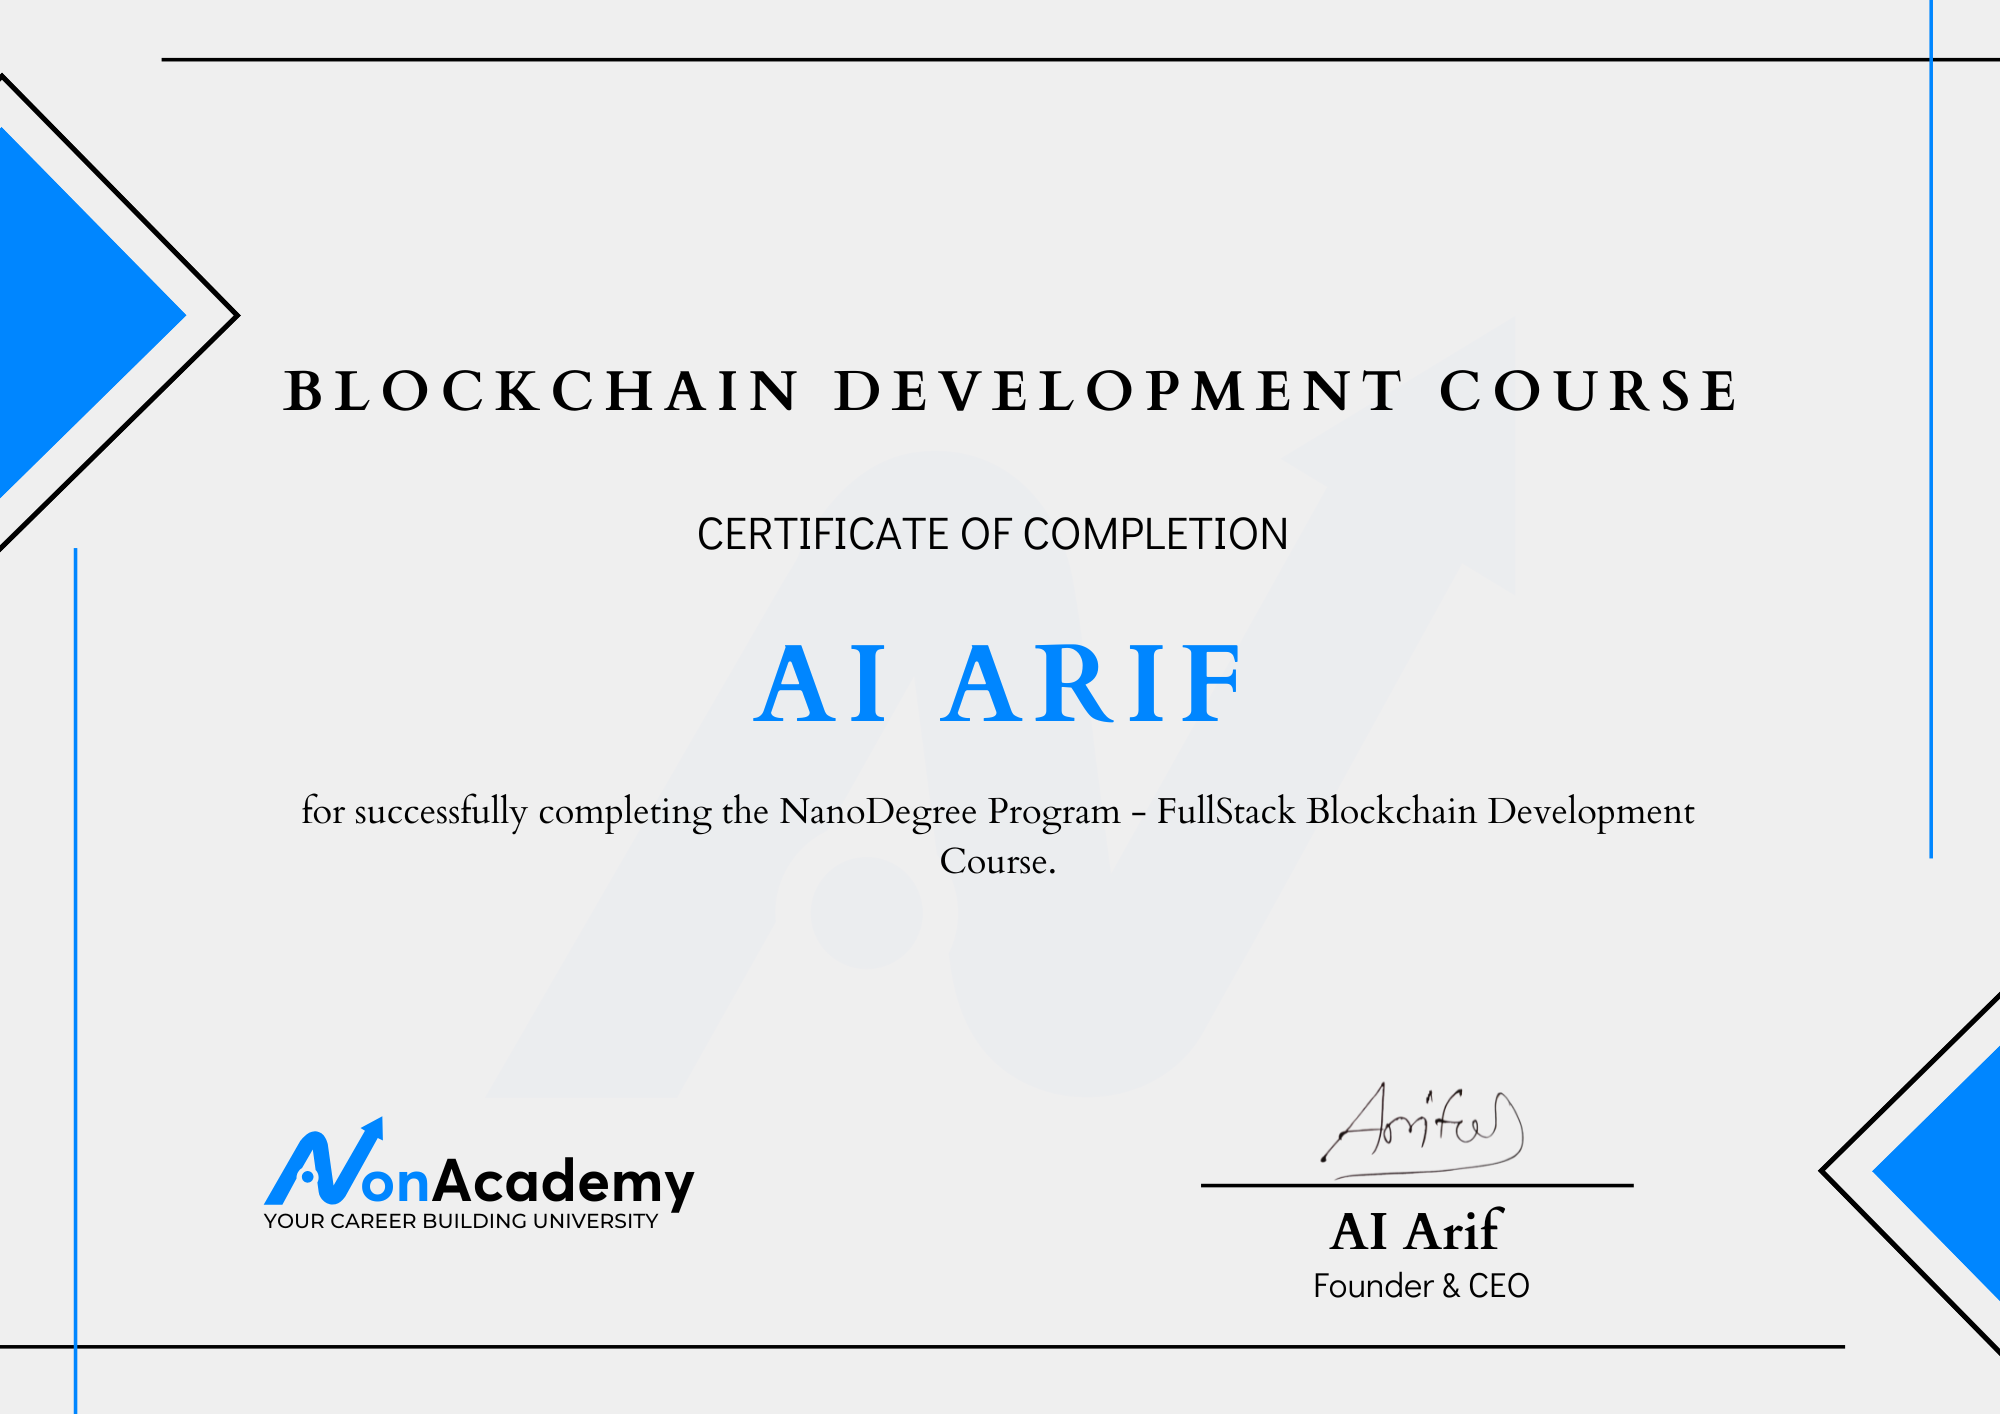 BLOCKCHAIN DEVELOPMENT COURSE
CERTIFICATE OF COMPLETION
AI ARIF
for successfully completing the NanoDegree Program - FullStack Blockchain Development
Course.
NonAcademy
YOUR CAREER BUILDING UNIVERSITY
AI Arif
Founder & CEO